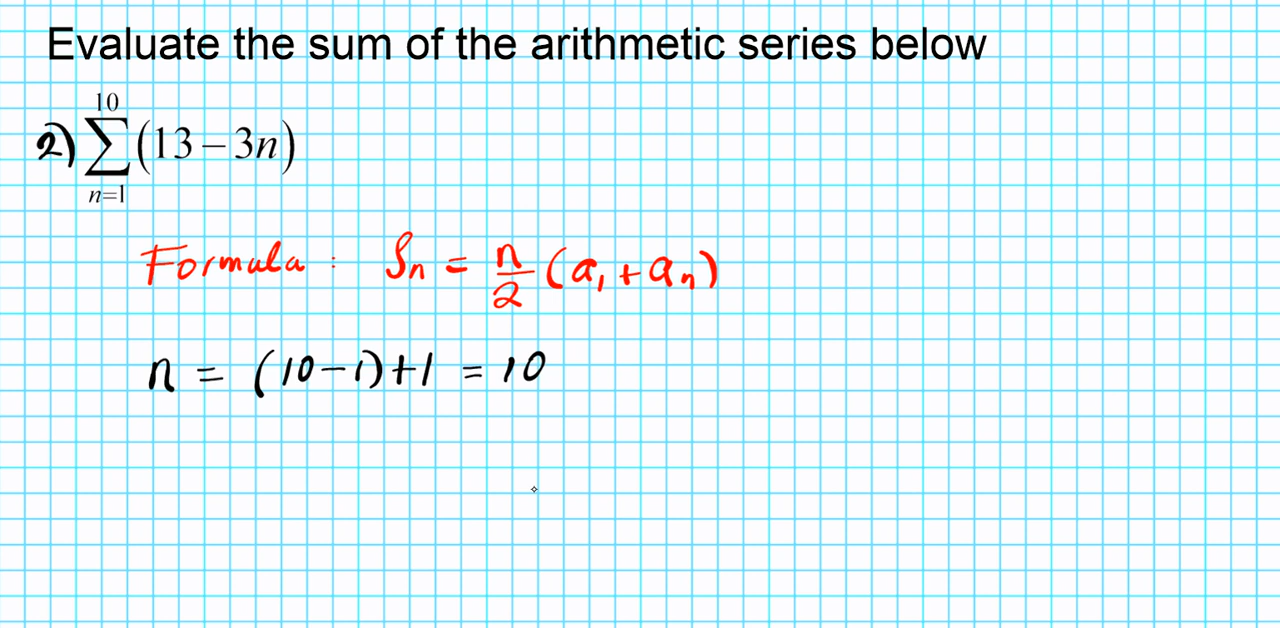 Evaluate the sum of the arithmetic series below
10
2) ∑ (13 – 3n)
n=1
Formula: Sn = n/2 (a₁ + aₙ)
n = (10 – 1) + 1 = 10